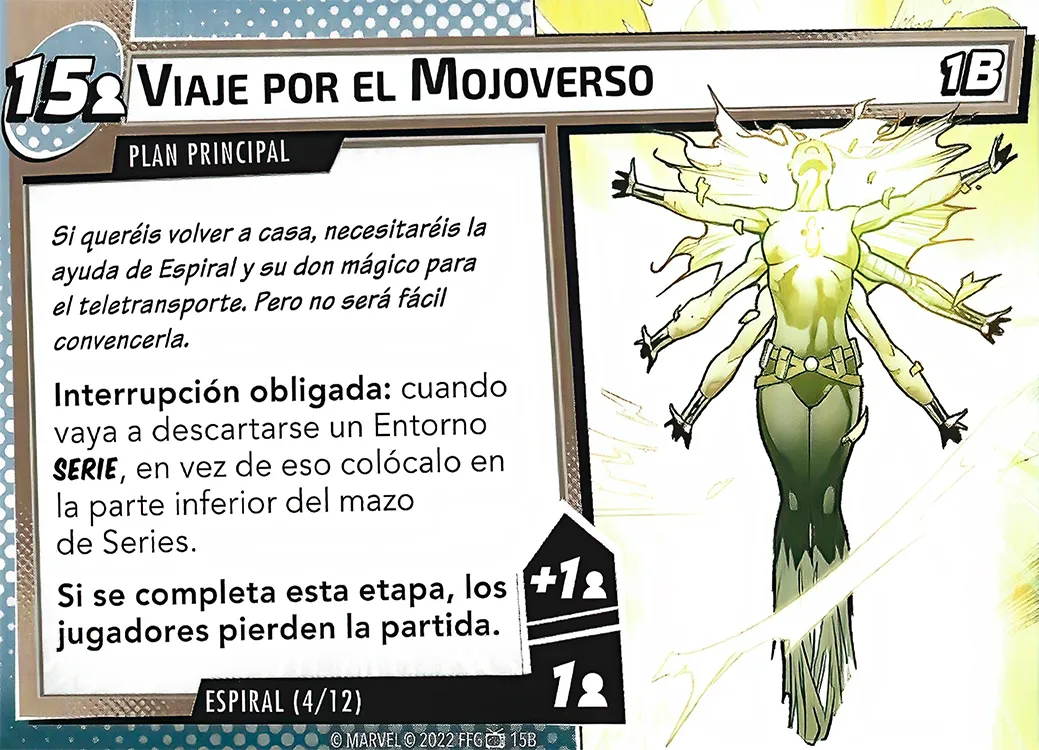 15
VIAJE POR EL MOJOVERSO
1B
PLAN PRINCIPAL
Si queréis volver a casa, necesitaréis la
ayuda de Espiral y su don mágico para
el teletransporte. Pero no será fácil
convencerla.
Interrupción obligada: cuando
vaya a descartarse un Entorno
SERIE, en vez de eso colócalo en
la parte inferior del mazo
de Series.
Si se completa esta etapa, los
jugadores pierden la partida.
+1
1
ESPIRAL (4/12)
© MARVEL © 2022 FFG 15B